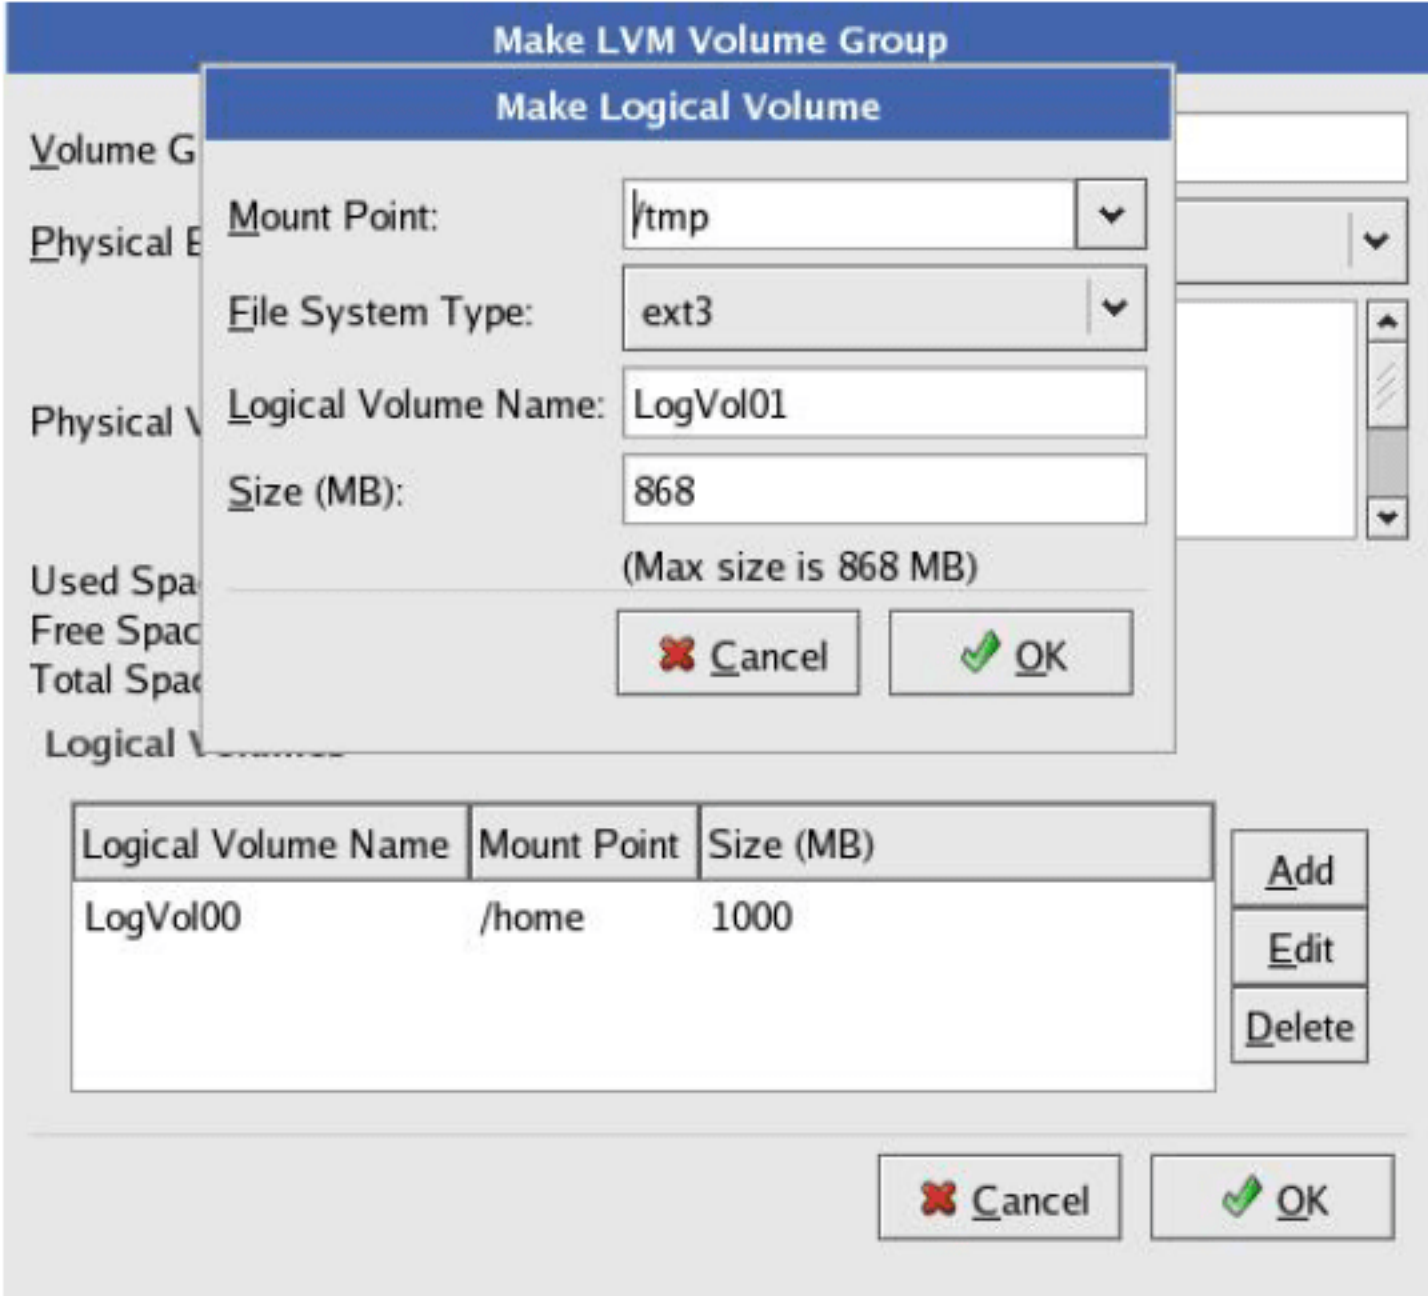 Make LVM Volume Group
Make Logical Volume
Volume G
Mount Point: /tmp
Physical
File System Type: ext3
Logical Volume Name: LogVol01
Physical
Size (MB): 868
(Max size is 868 MB)
Used Spa
Free Spac
Total Spac
Cancel OK
Logical
Logical Volume Name Mount Point Size (MB)
LogVol00 /home 1000
Add
Edit
Delete
Cancel OK